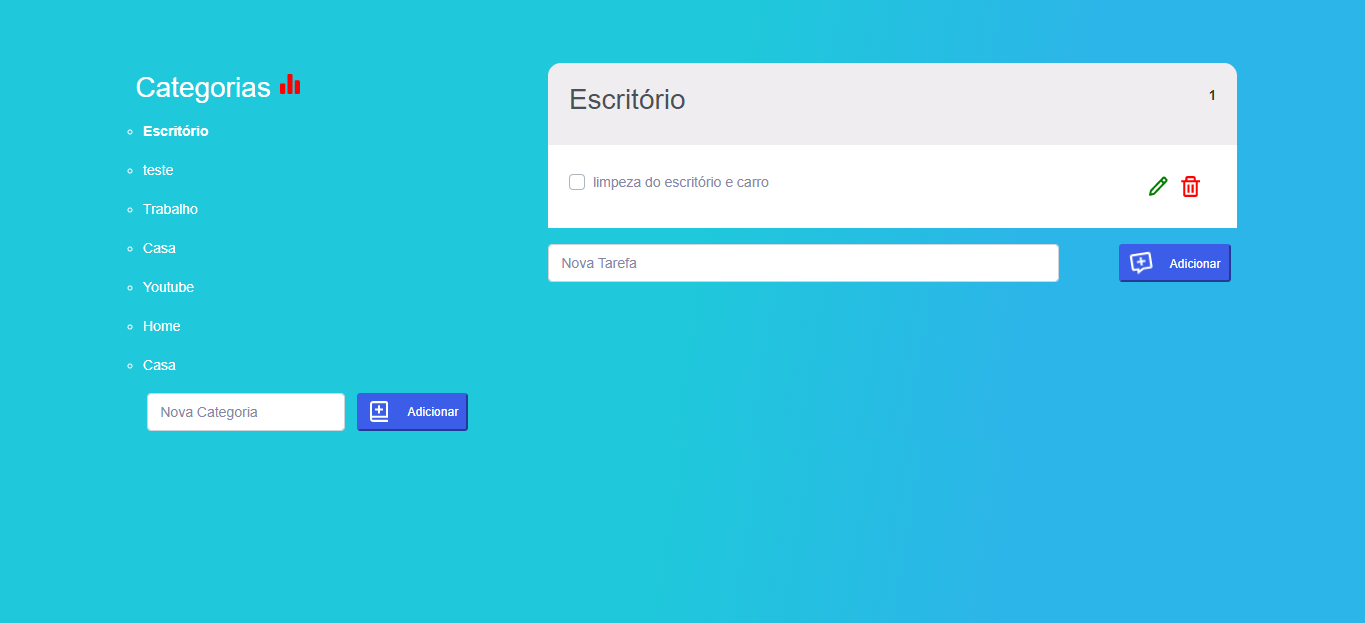 Categorias
Escritório
teste
Trabalho
Casa
Youtube
Home
Casa
Nova Categoria
Adicionar
Escritório
1
limpeza do escritório e carro
Nova Tarefa
Adicionar